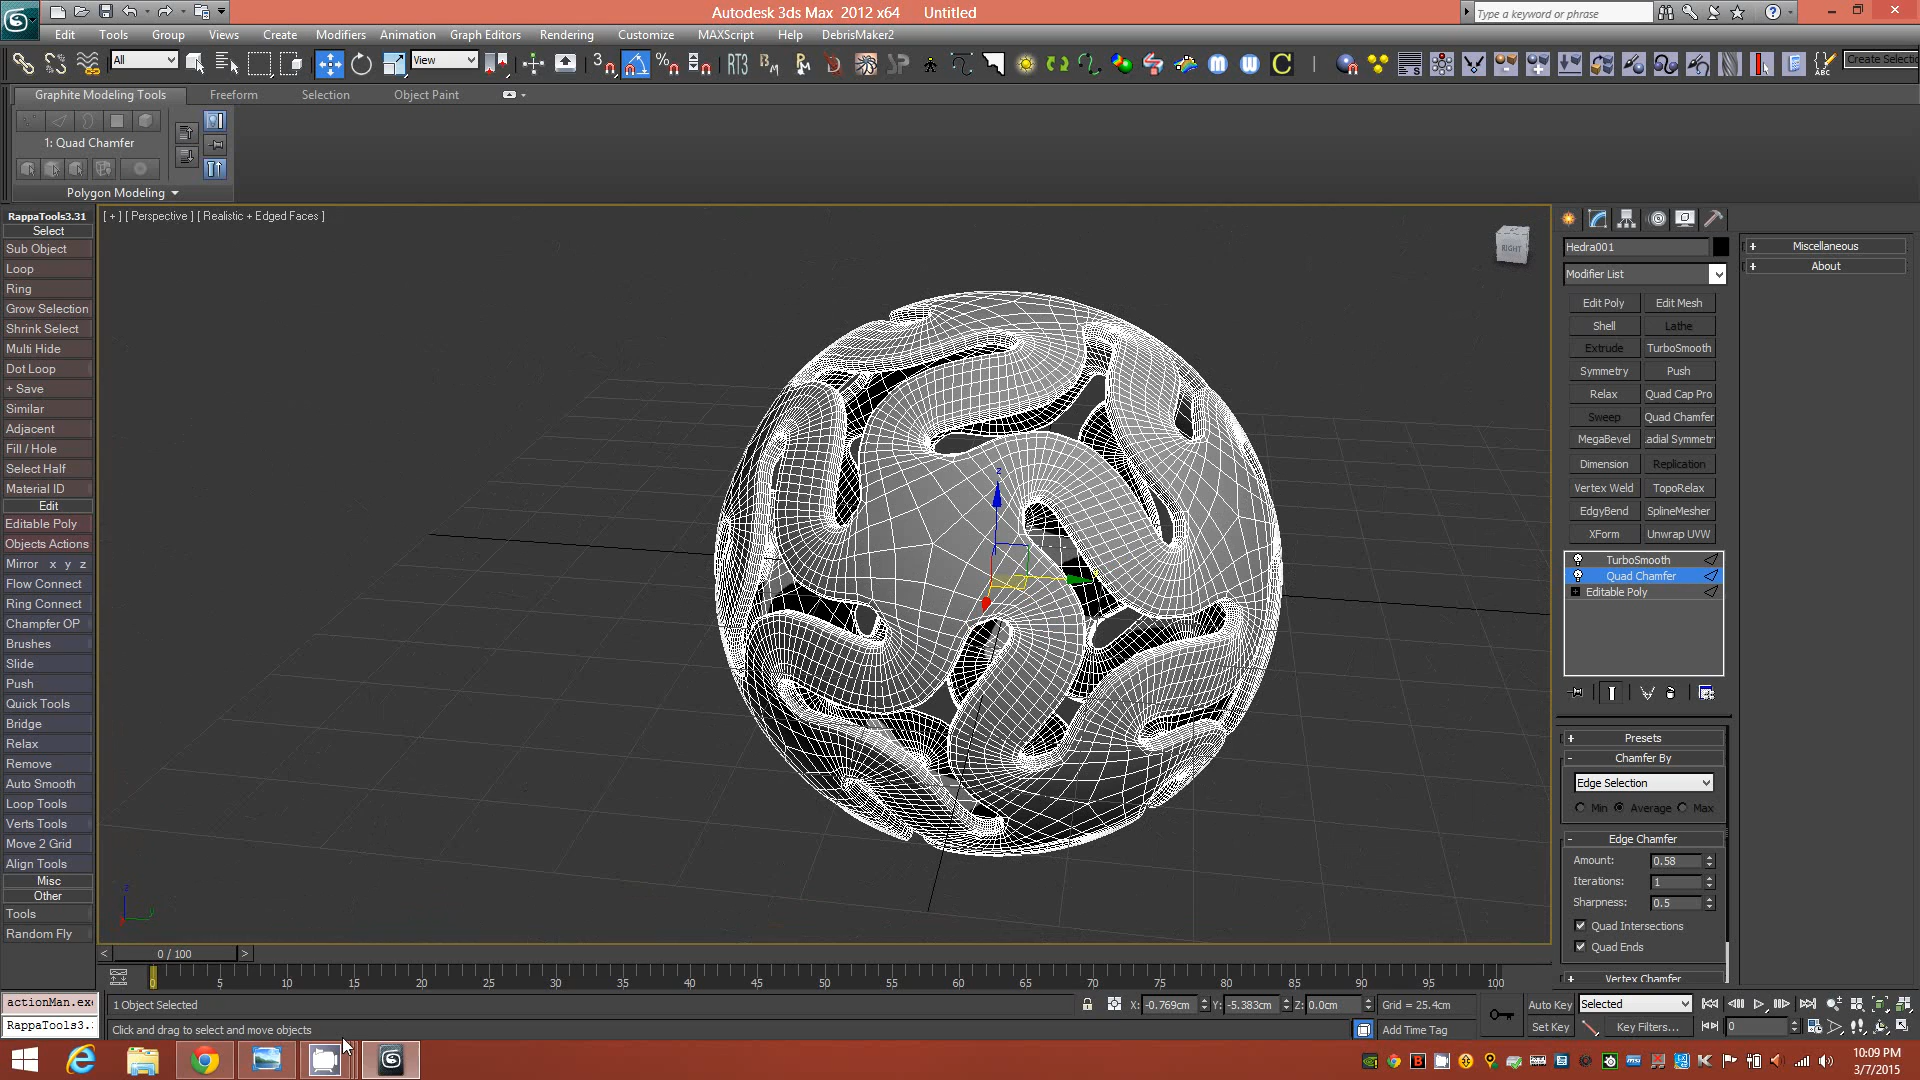 Autodesk 3ds Max 2012 x64 Untitled
Type a keyword or phrase
Edit Tools Group Views Create Modifiers Animation Graph Editors Rendering Customize MAXScript Help DebrisMaker2
All View Create Selectio
Graphite Modeling Tools Freeform Selection Object Paint
1: Quad Chamfer
Polygon Modeling
RappaTools3.31
Select
Sub Object
Loop
Ring
Grow Selection
Shrink Select
Multi Hide
Dot Loop
+ Save
Similar
Adjacent
Fill / Hole
Select Half
Material ID
Edit
Editable Poly
Objects Actions
Mirror x y z
Flow Connect
Ring Connect
Champfer OP
Brushes
Slide
Push
Quick Tools
Bridge
Relax
Remove
Auto Smooth
Loop Tools
Verts Tools
Move 2 Grid
Align Tools
Misc
Other
Tools
Random Fly
[ + ] [ Perspective ] [ Realistic + Edged Faces ]
RIGHT
z
Hedra001
Modifier List
Edit Poly Edit Mesh
Shell Lathe
Extrude TurboSmooth
Symmetry Push
Relax Quad Cap Pro
Sweep Quad Chamfer
MegaBevel adial Symmetr
Dimension Replication
Vertex Weld TopoRelax
EdgyBend SplineMesher
XForm Unwrap UVW
TurboSmooth
Quad Chamfer
Editable Poly
+ Presets
- Chamfer By
Edge Selection
Min Average Max
- Edge Chamfer
Amount: 0.58
Iterations: 1
Sharpness: 0.5
Quad Intersections
Quad Ends
+ Vertex Chamfer
+ Miscellaneous
+ About
< 0 / 100 >
0 5 10 15 20 25 30 35 40 45 50 55 60 65 70 75 80 85 90 95 100
actionMan.exe
RappaTools3.
1 Object Selected
X: -0.769cm Y: -5.383cm Z: 0.0cm Grid = 25.4cm
Auto Key Selected
Click and drag to select and move objects
Add Time Tag
Set Key Key Filters... 0
10:09 PM
3/7/2015